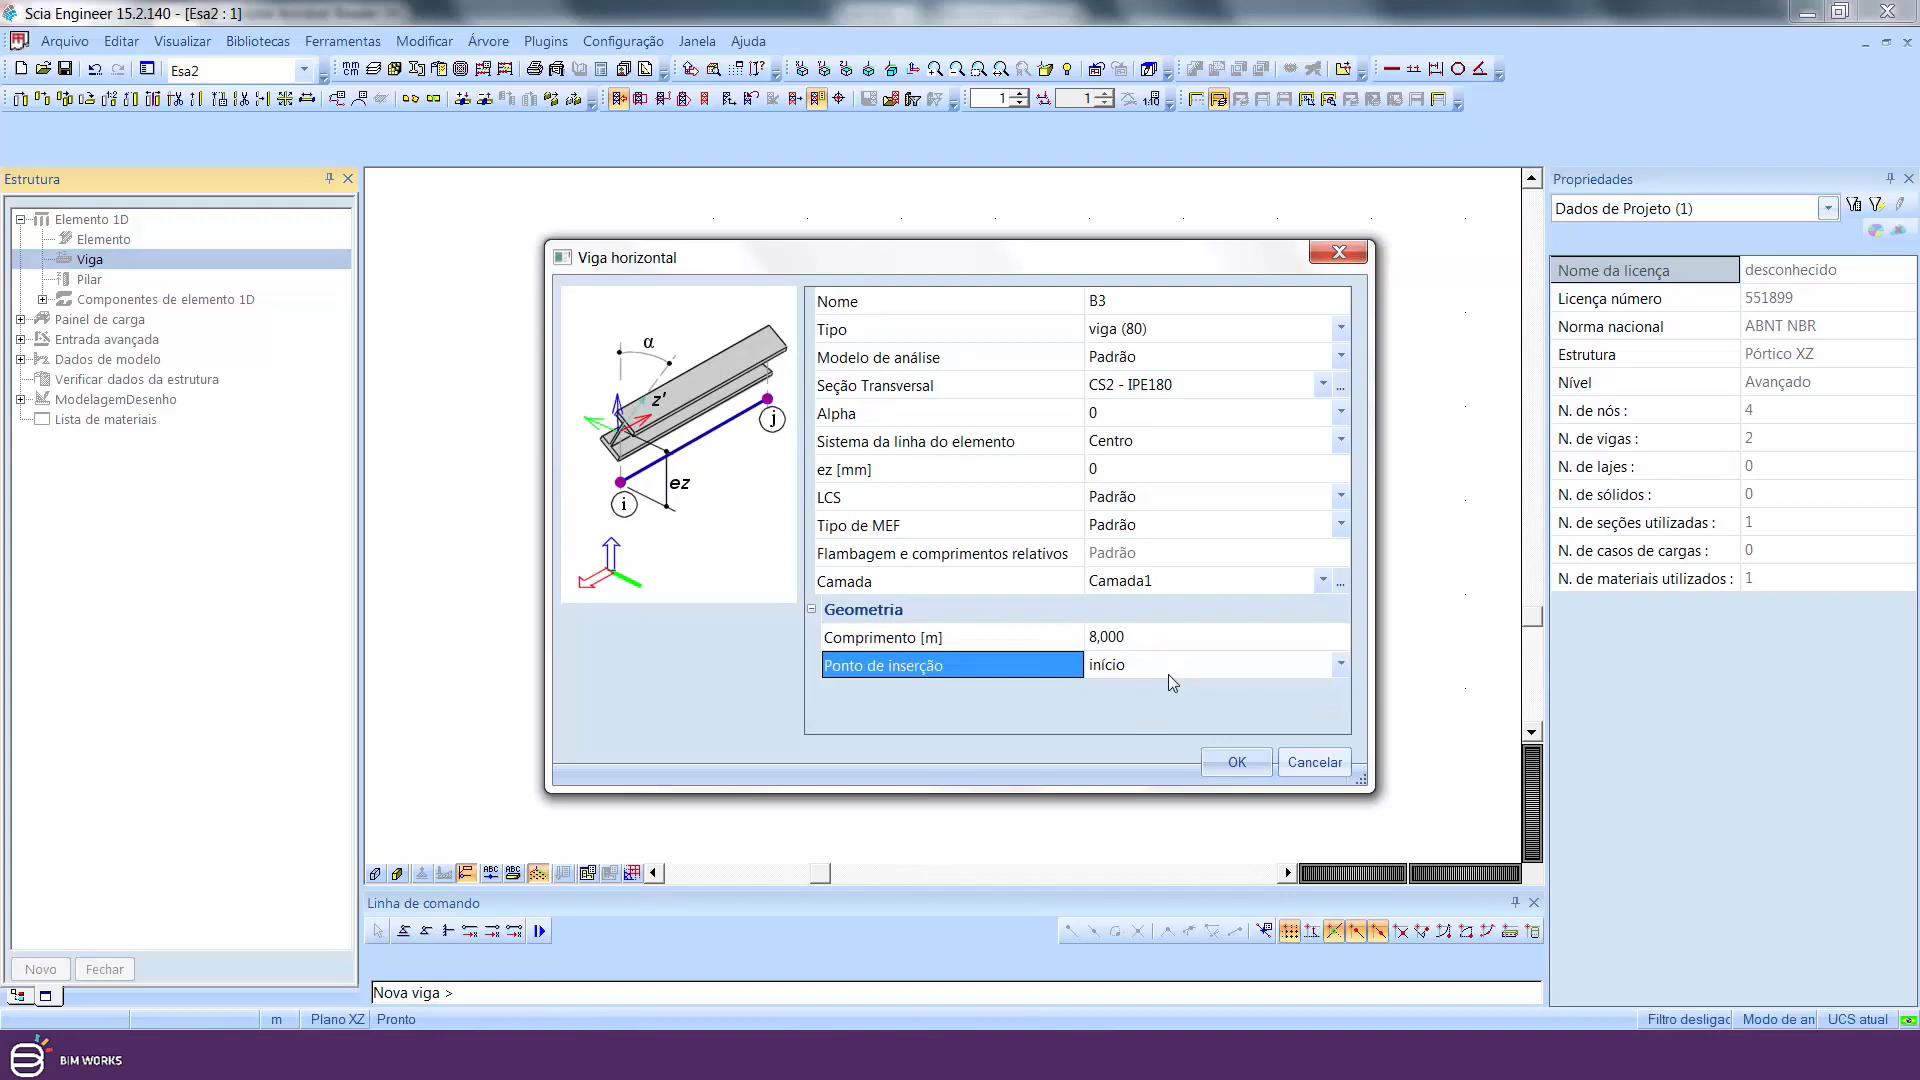 Scia Engineer 15.2.140 - [Esa2 : 1]
Arquivo Editar Visualizar Bibliotecas Ferramentas Modificar Árvore Plugins Configuração Janela Ajuda
Esa2
1 1
Estrutura
Elemento 1D
Elemento
Viga
Pilar
Componentes de elemento 1D
Painel de carga
Entrada avançada
Dados de modelo
Verificar dados da estrutura
ModelagemDesenho
Lista de materiais
Novo Fechar
Viga horizontal
α
z'
j
ez
i
Nome B3
Tipo viga (80)
Modelo de análise Padrão
Seção Transversal CS2 - IPE180 ...
Alpha 0
Sistema da linha do elemento Centro
ez [mm] 0
LCS Padrão
Tipo de MEF Padrão
Flambagem e comprimentos relativos Padrão
Camada Camada1 ...
Geometria
Comprimento [m] 8,000
Ponto de inserção início
OK Cancelar
Propriedades
Dados de Projeto (1)
Nome da licença desconhecido
Licença número 551899
Norma nacional ABNT NBR
Estrutura Pórtico XZ
Nível Avançado
N. de nós : 4
N. de vigas : 2
N. de lajes : 0
N. de sólidos : 0
N. de seções utilizadas : 1
N. de casos de cargas : 0
N. de materiais utilizados : 1
Linha de comando
Nova viga >
m Plano XZ Pronto
Filtro desligac Modo de an UCS atual
BIM WORKS